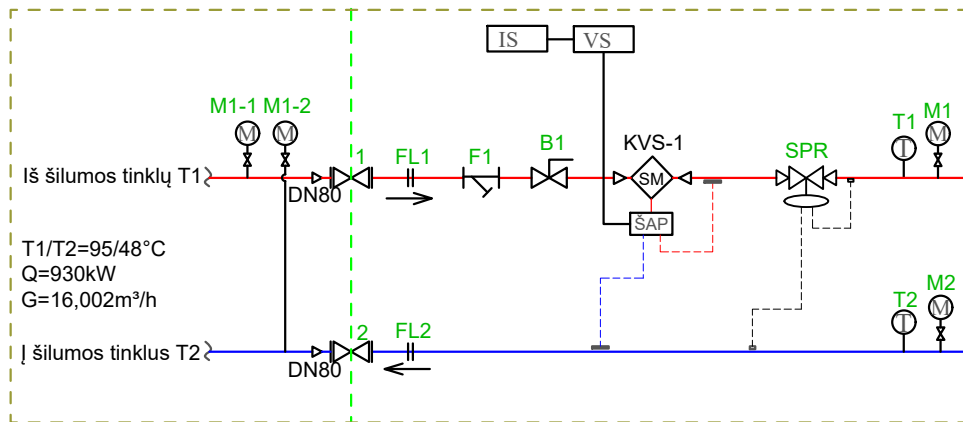 IS
VS
M1-1
M1-2
M
M
1
FL1
F1
B1
KVS-1
SM
ŠAP
SPR
T1
M1
T
M
Iš šilumos tinklų T1
DN80
T1/T2=95/48°C
Q=930kW
G=16,002m³/h
2
FL2
T2
M2
T
M
Į šilumos tinklus T2
DN80